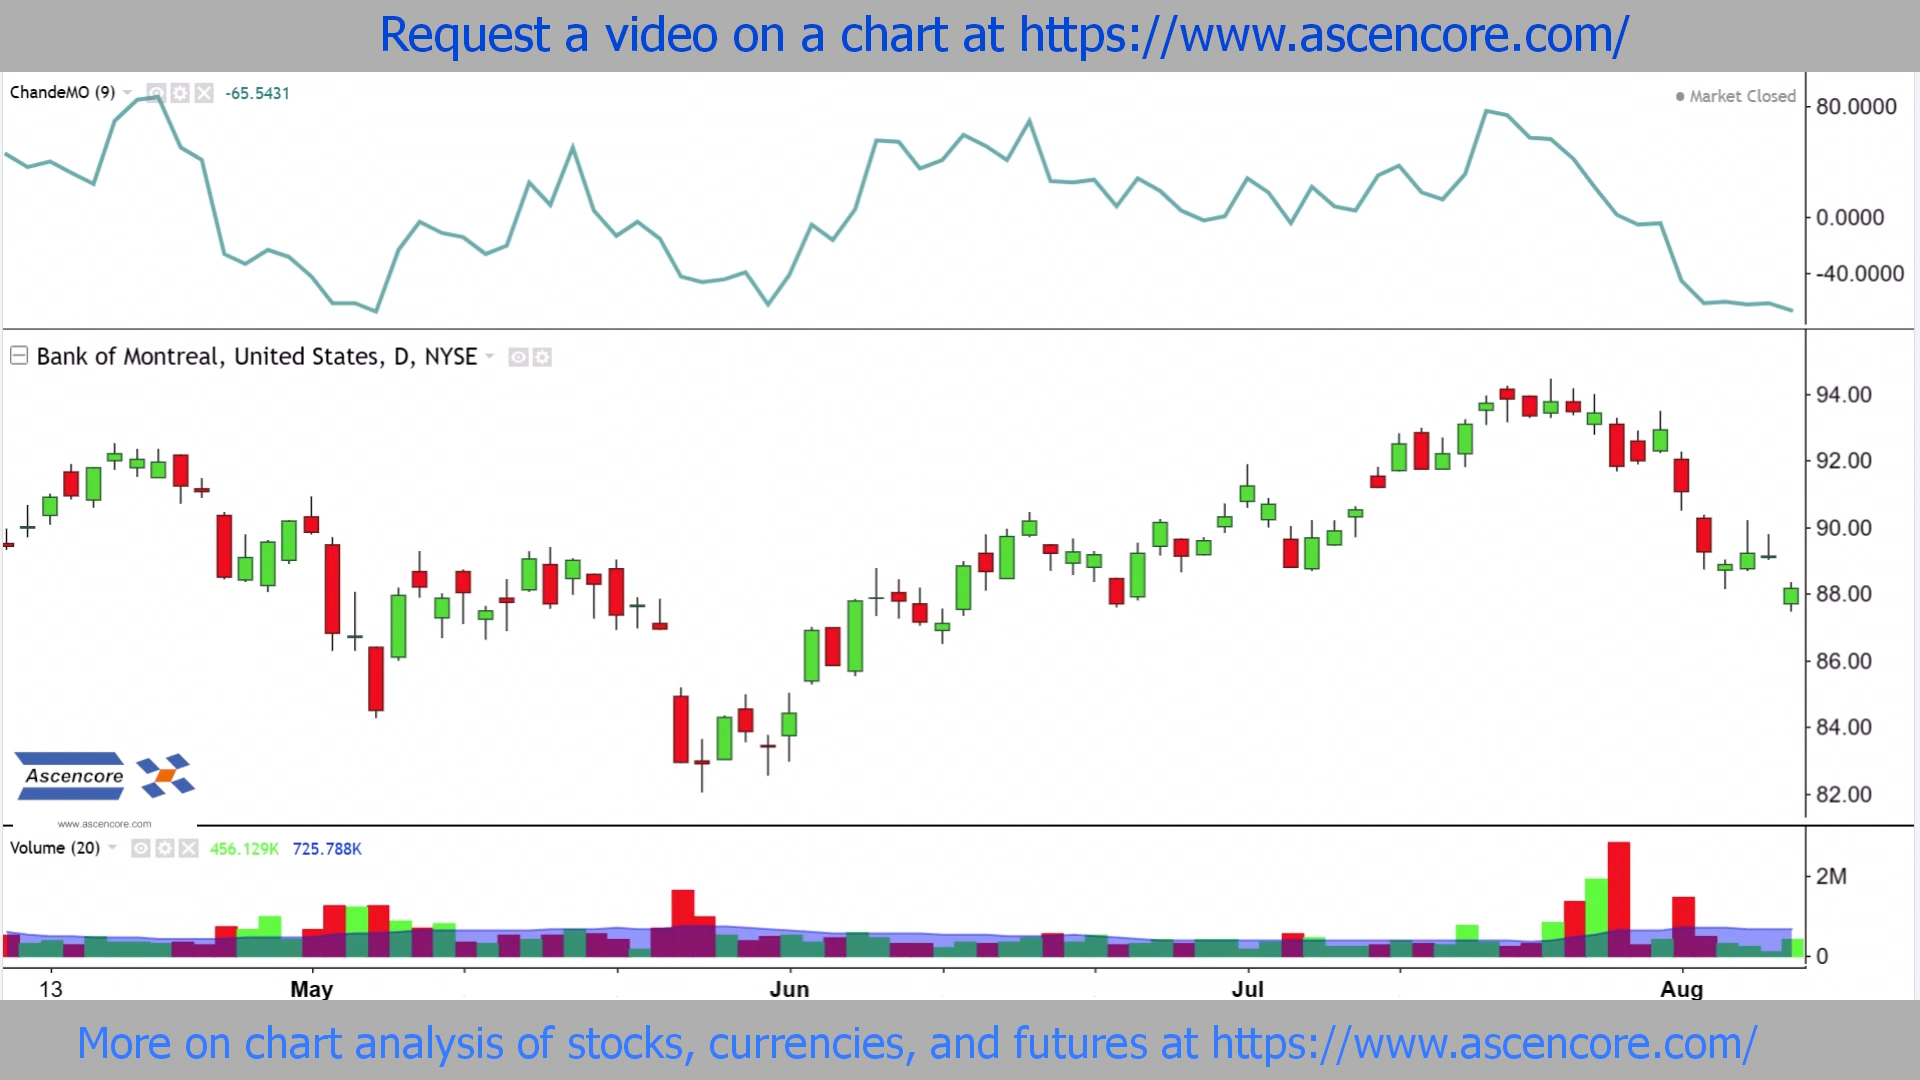 Request a video on a chart at https://www.ascencore.com/
ChandeMO (9) -65.5431
Market Closed
80.0000
0.0000
-40.0000
Bank of Montreal, United States, D, NYSE
94.00
92.00
90.00
88.00
86.00
84.00
82.00
Ascencore
www.ascencore.com
Volume (20) 456.129K 725.788K
2M
0
13 May Jun Jul Aug
More on chart analysis of stocks, currencies, and futures at https://www.ascencore.com/